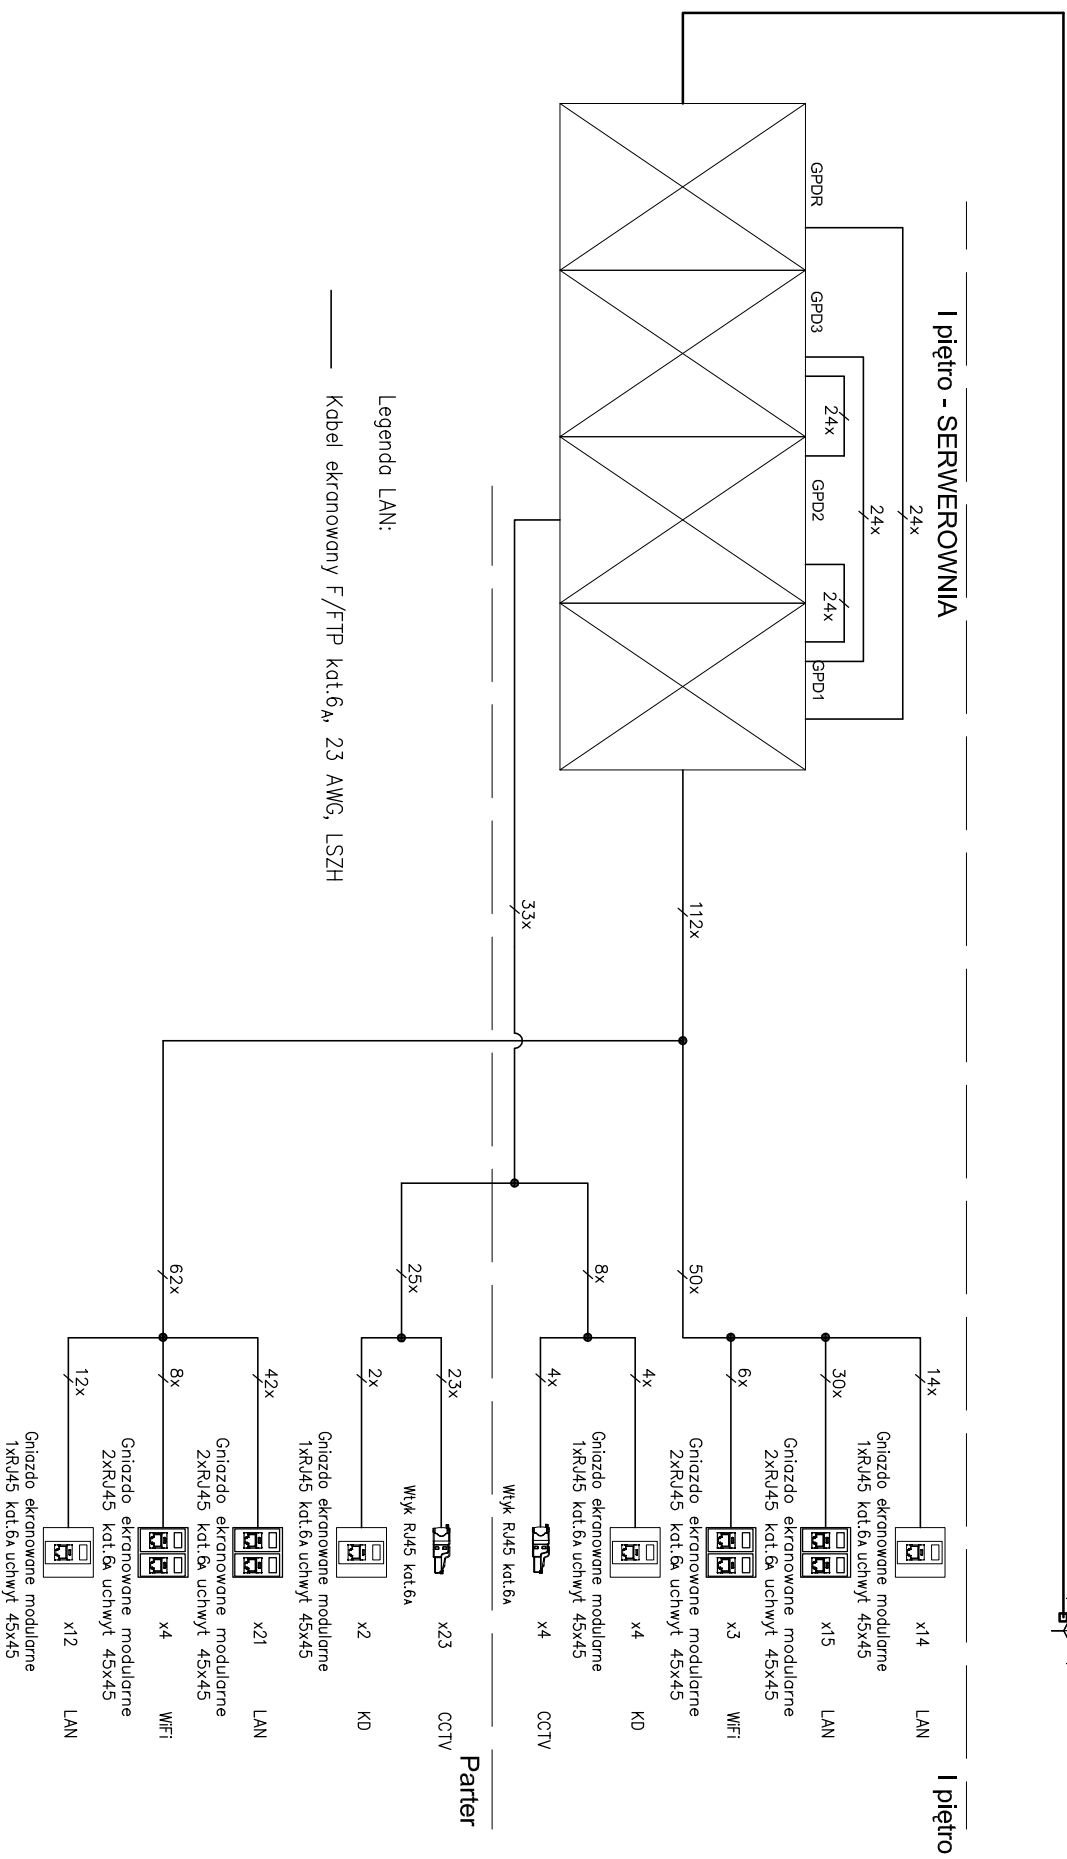 I piętro - SERWEROWNIA
I piętro
GPDR
GPD3
GPD2
GPD1
24x
24x
24x
24x
112x
33x
50x
8x
25x
62x
14x
Gniazdo ekranowane modularne
1xRJ45 kat.6A uchwyt 45x45
x14
LAN
30x
Gniazdo ekranowane modularne
2xRJ45 kat.6A uchwyt 45x45
x15
LAN
6x
Gniazdo ekranowane modularne
2xRJ45 kat.6A uchwyt 45x45
x3
WiFi
4x
Gniazdo ekranowane modularne
1xRJ45 kat.6A uchwyt 45x45
x4
KD
4x
Wtyk RJ45 kat.6A
x4
CCTV
Parter
23x
Wtyk RJ45 kat.6A
x23
CCTV
2x
Gniazdo ekranowane modularne
1xRJ45 kat.6A uchwyt 45x45
x2
KD
42x
Gniazdo ekranowane modularne
2xRJ45 kat.6A uchwyt 45x45
x21
LAN
8x
Gniazdo ekranowane modularne
2xRJ45 kat.6A uchwyt 45x45
x4
WiFi
12x
Gniazdo ekranowane modularne
1xRJ45 kat.6A uchwyt 45x45
x12
LAN
Legenda LAN:
Kabel ekranowany F/FTP kat.6A, 23 AWG, LSZH